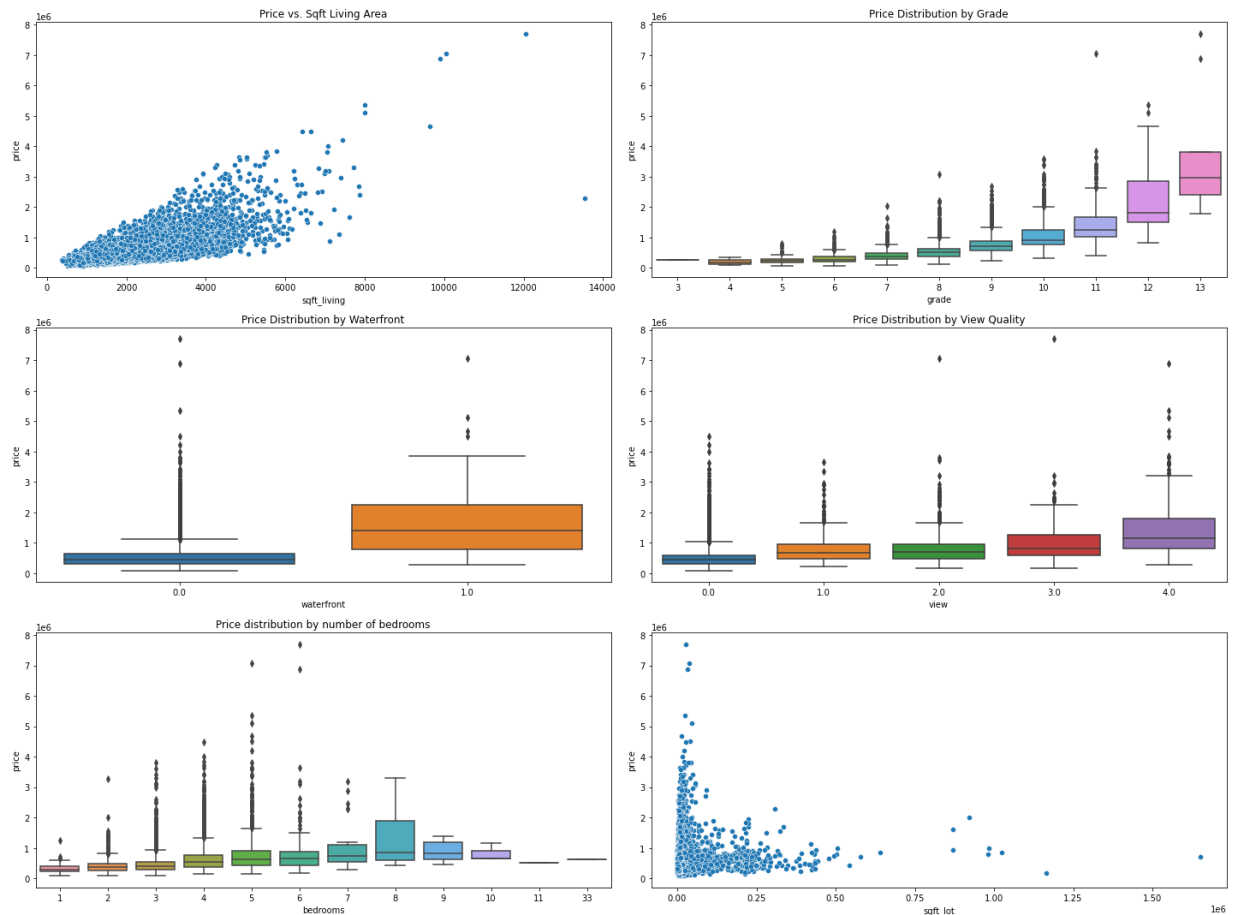 Price vs. Sqft Living Area
1e6
8
7
6
5
4
3
2
1
0
price
0 2000 4000 6000 8000 10000 12000 14000
sqft_living
Price Distribution by Grade
1e6
8
7
6
5
4
3
2
1
0
price
3 4 5 6 7 8 9 10 11 12 13
grade
Price Distribution by Waterfront
1e6
8
7
6
5
4
3
2
1
0
price
0.0 1.0
waterfront
Price Distribution by View Quality
1e6
8
7
6
5
4
3
2
1
0
price
0.0 1.0 2.0 3.0 4.0
view
Price distribution by number of bedrooms
1e6
8
7
6
5
4
3
2
1
0
price
1 2 3 4 5 6 7 8 9 10 11 33
bedrooms
1e6
8
7
6
5
4
3
2
1
0
price
0.00 0.25 0.50 0.75 1.00 1.25 1.50
1e6
sqft_lot